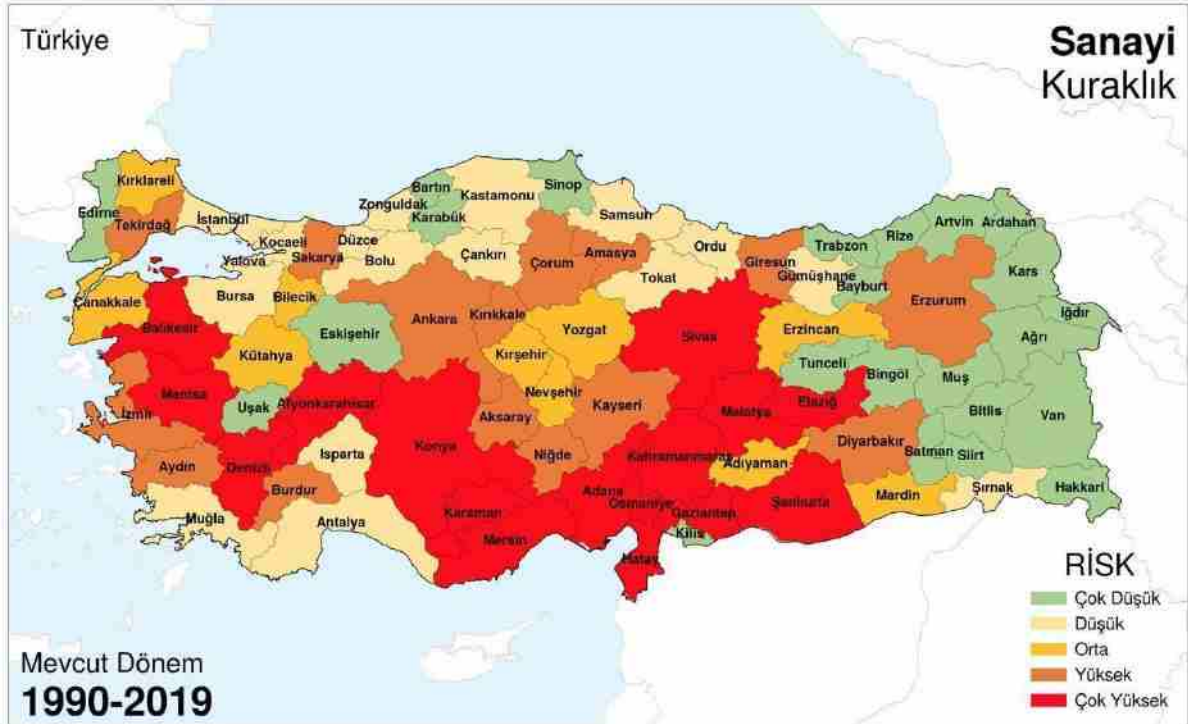 Türkiye
Sanayi
Kuraklık
Kırklareli
Edirne
Tekirdağ
İstanbul
Kocaeli
Yalova
Sakarya
Düzce
Bolu
Zonguldak
Bartın
Karabük
Kastamonu
Sinop
Çankırı
Samsun
Çorum
Amasya
Ordu
Tokat
Giresun
Gümüşhane
Trabzon
Bayburt
Rize
Artvin
Ardahan
Kars
Erzurum
Iğdır
Ağrı
Çanakkale
Balıkesir
Bursa
Bilecik
Kütahya
Eskişehir
Ankara
Kırıkkale
Yozgat
Kırşehir
Nevşehir
Sivas
Erzincan
Tunceli
Bingöl
Muş
Bitlis
Van
Manisa
İzmir
Uşak
Afyonkarahisar
Konya
Aksaray
Kayseri
Niğde
Malatya
Elazığ
Diyarbakır
Batman
Siirt
Şırnak
Hakkari
Aydın
Denizli
Burdur
Isparta
Muğla
Antalya
Karaman
Mersin
Adana
Osmaniye
Kahramanmaraş
Adıyaman
Gaziantep
Kilis
Şanlıurfa
Mardin
Hatay
RİSK
Çok Düşük
Düşük
Orta
Yüksek
Çok Yüksek
Mevcut Dönem
1990-2019